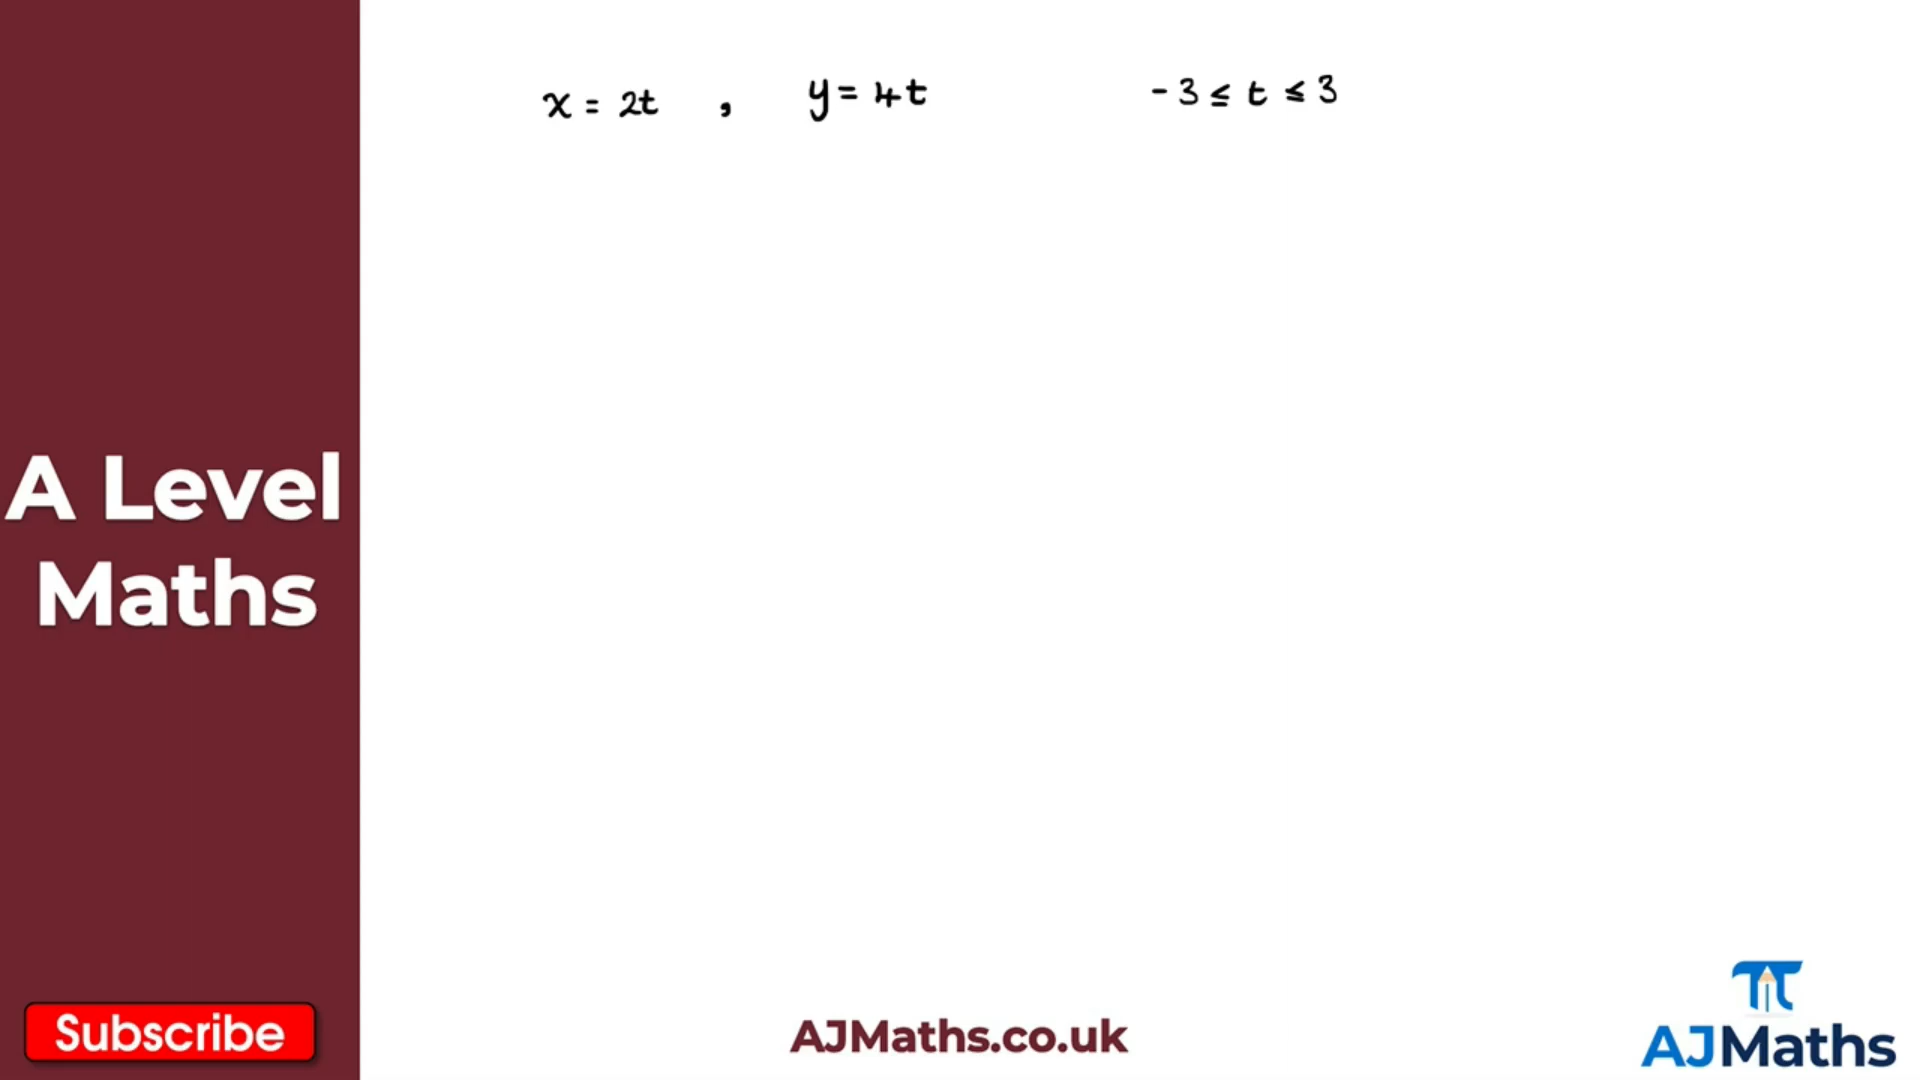 x = 2t , y = 4t -3 ≤ t ≤ 3
A Level
Maths
Subscribe
AJMaths.co.uk
AJMaths